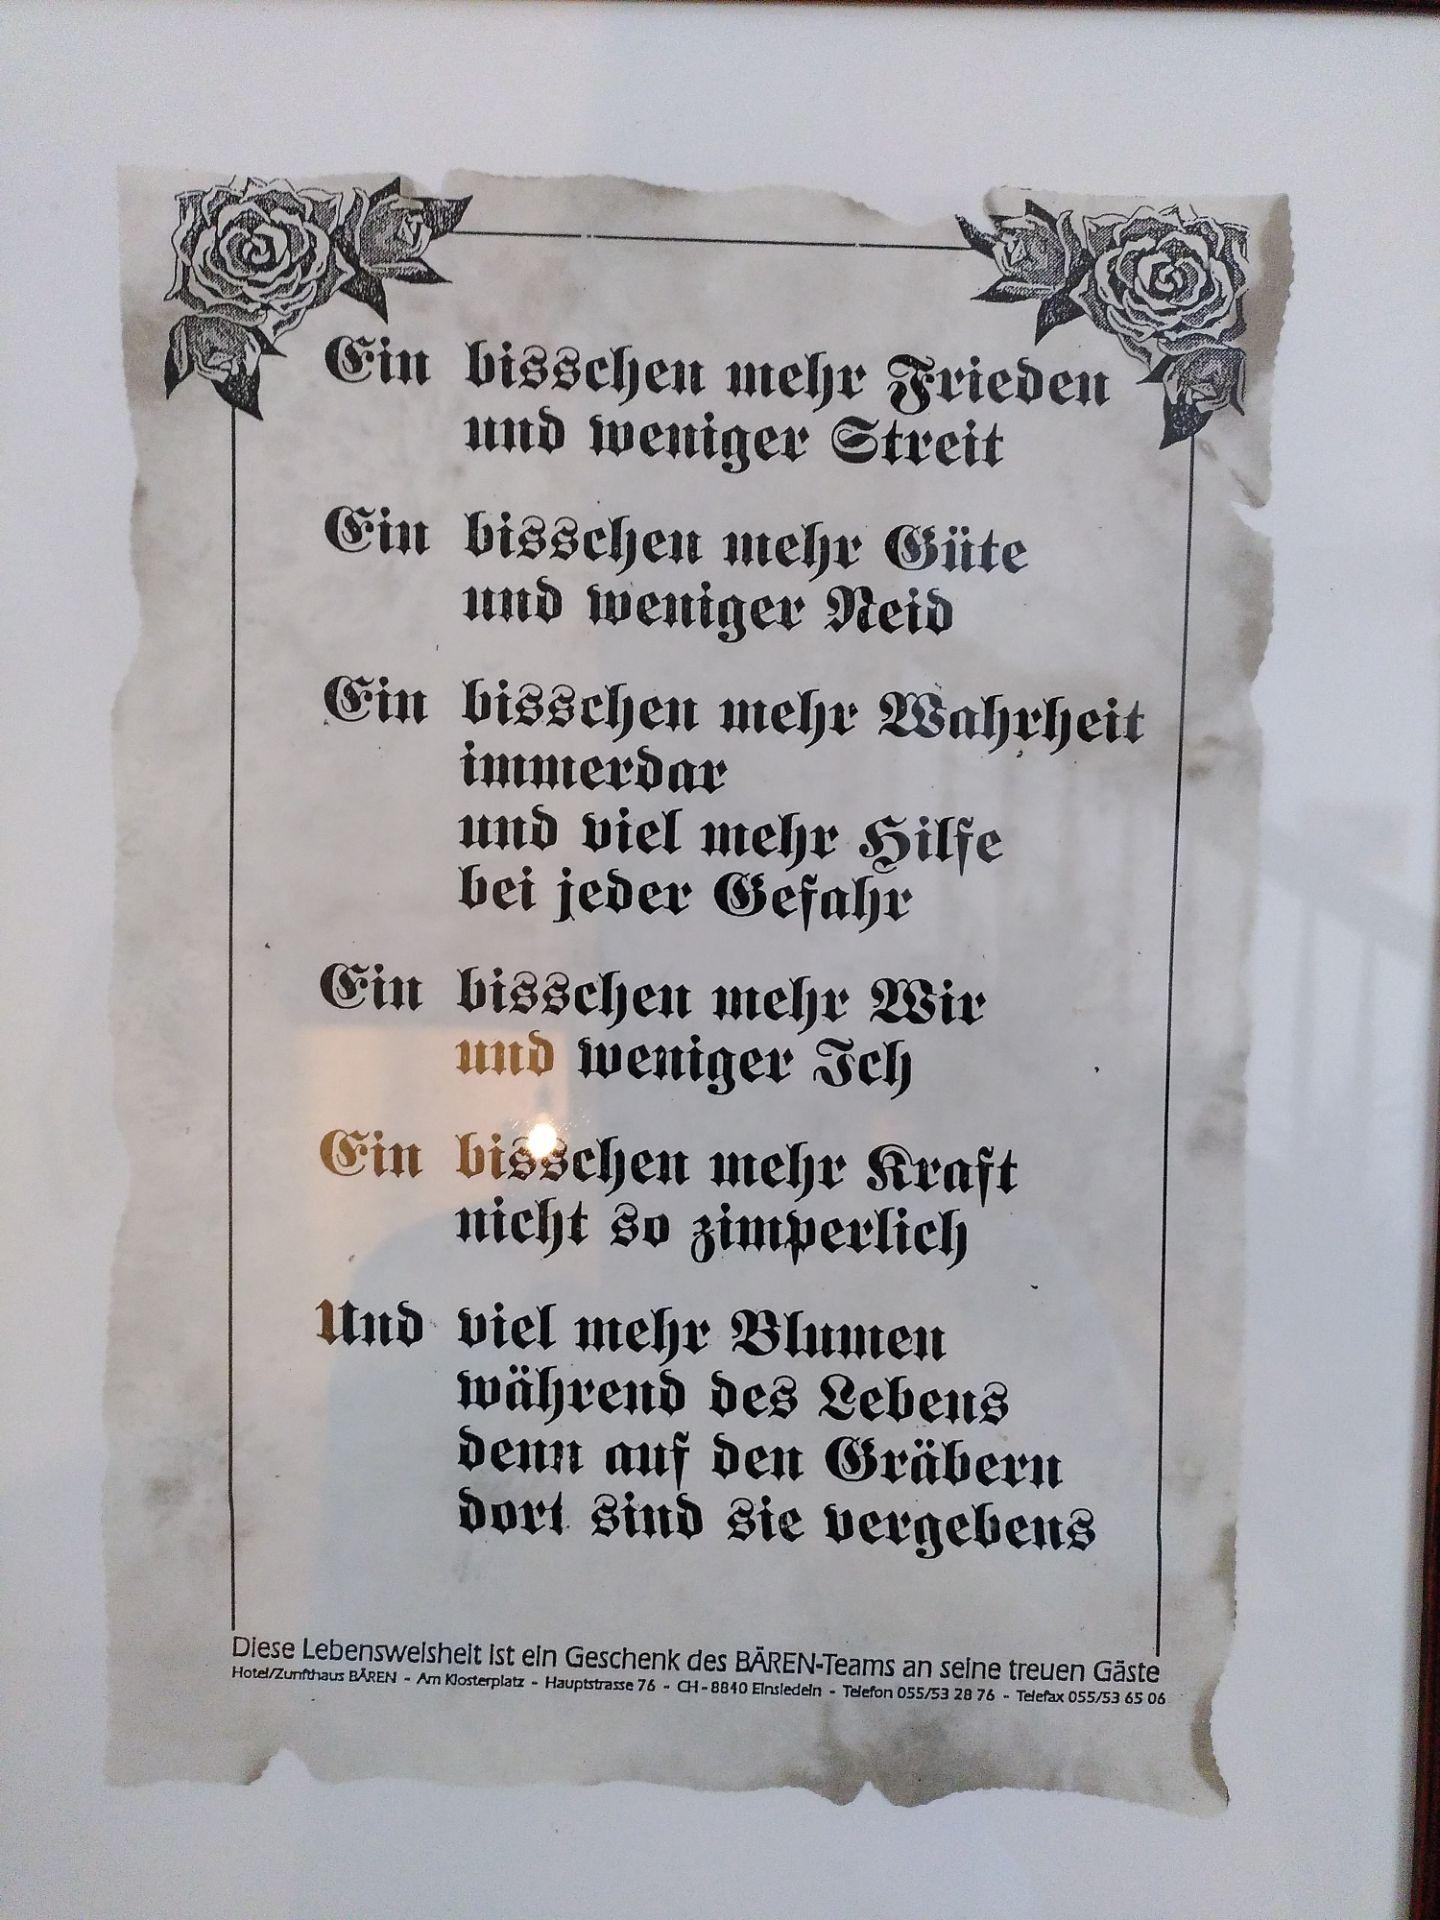 Ein bisschen mehr Frieden
und weniger Streit
Ein bisschen mehr Güte
und weniger Neid
Ein bisschen mehr Wahrheit
immerdar
und viel mehr Hilfe
bei jeder Gefahr
Ein bisschen mehr Wir
und weniger Ich
Ein bisschen mehr Kraft
nicht so zimperlich
Und viel mehr Blumen
während des Lebens
denn auf den Gräbern
dort sind sie vergebens
Diese Lebensweisheit ist ein Geschenk des BÄREN-Teams an seine treuen Gäste
Hotel/Zunfthaus BÄREN - Am Klosterplatz - Hauptstrasse 76 - CH-8840 Einsiedeln - Telefon 055/53 28 76 - Telefax 055/53 65 06